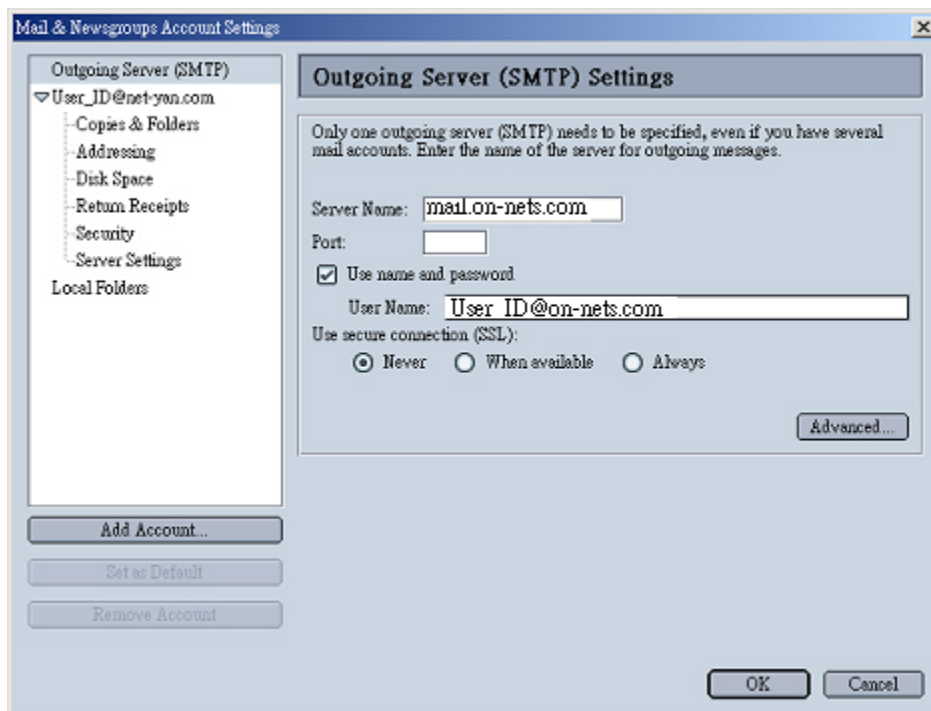 Mail & Newsgroups Account Settings
Outgoing Server (SMTP)
User_ID@net-yan.com
Copies & Folders
Addressing
Disk Space
Return Receipts
Security
Server Settings
Local Folders
Add Account...
Set as Default
Remove Account
Outgoing Server (SMTP) Settings
Only one outgoing server (SMTP) needs to be specified, even if you have several
mail accounts. Enter the name of the server for outgoing messages.
Server Name: mail.on-nets.com
Port:
Use name and password
User Name: User_ID@on-nets.com
Use secure connection (SSL):
Never When available Always
Advanced...
OK Cancel